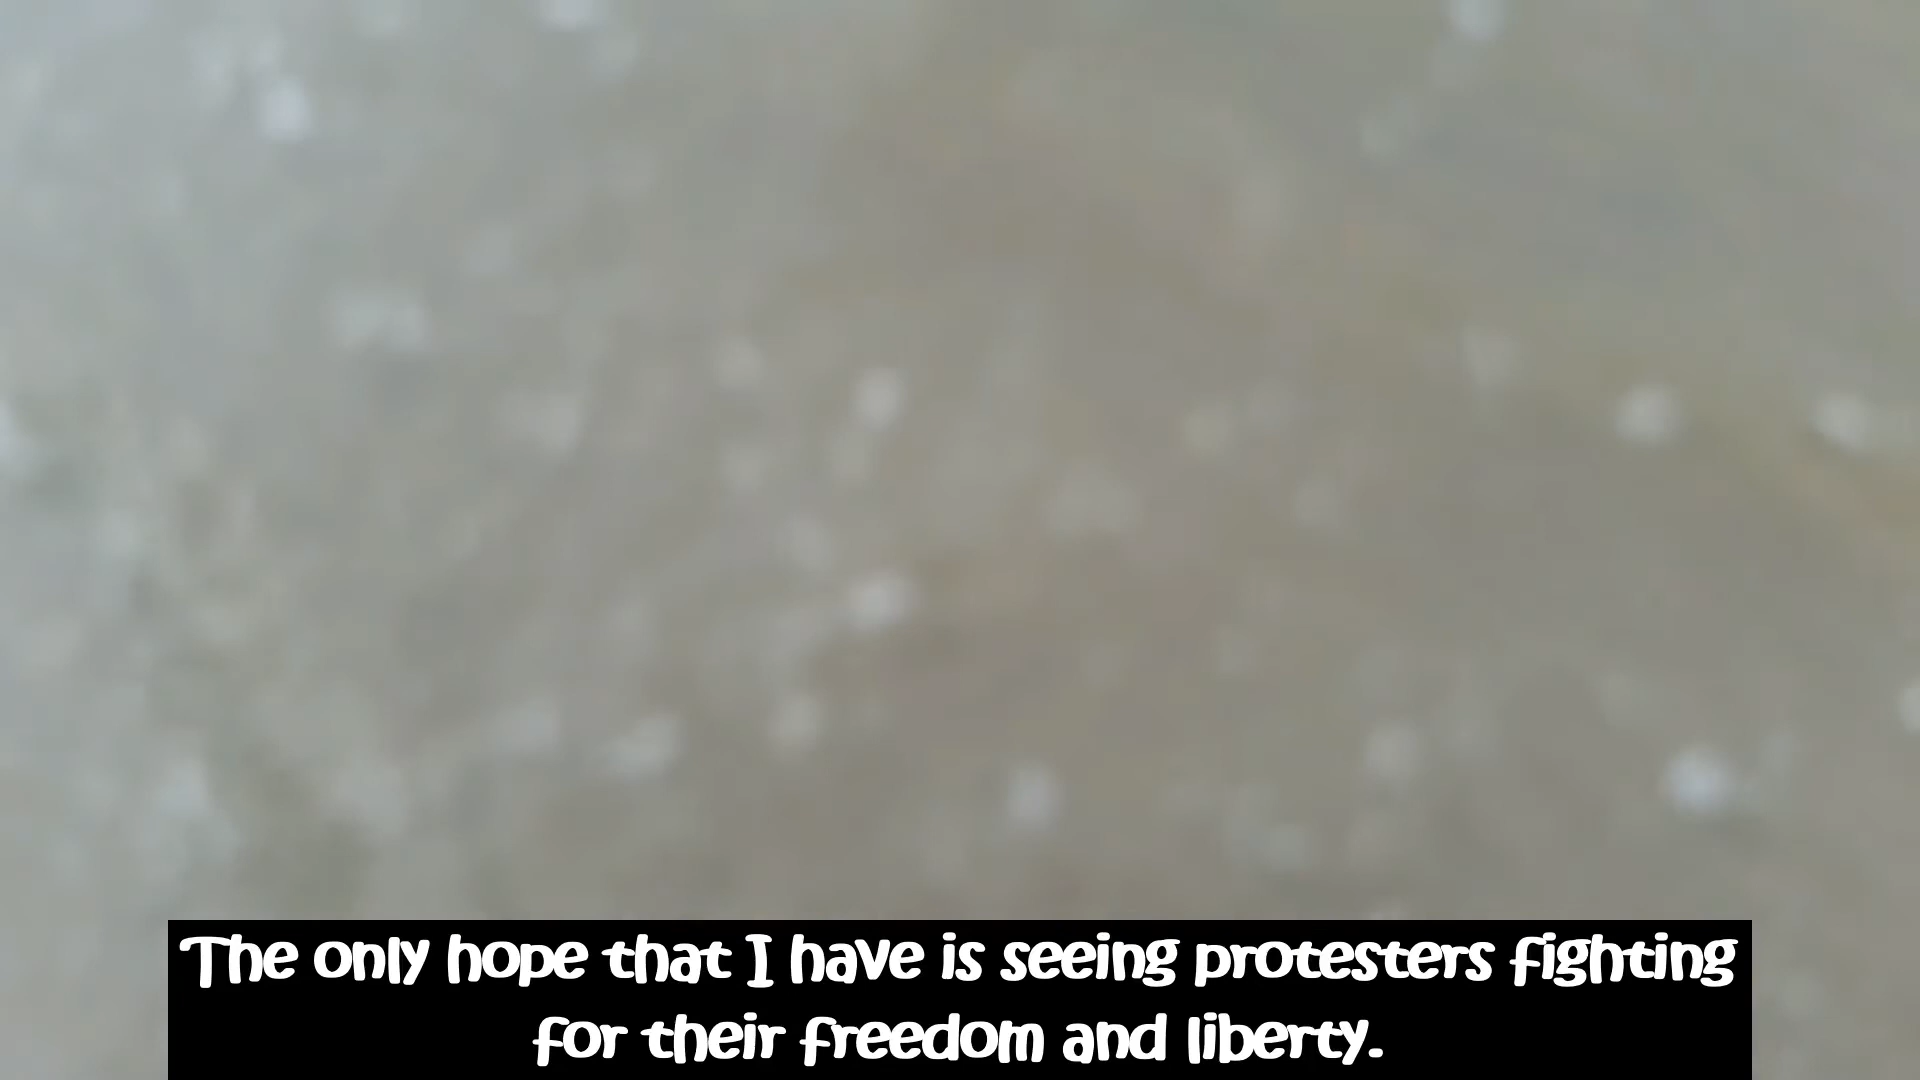 The only hope that I have is seeing protesters fighting
for their freedom and liberty.